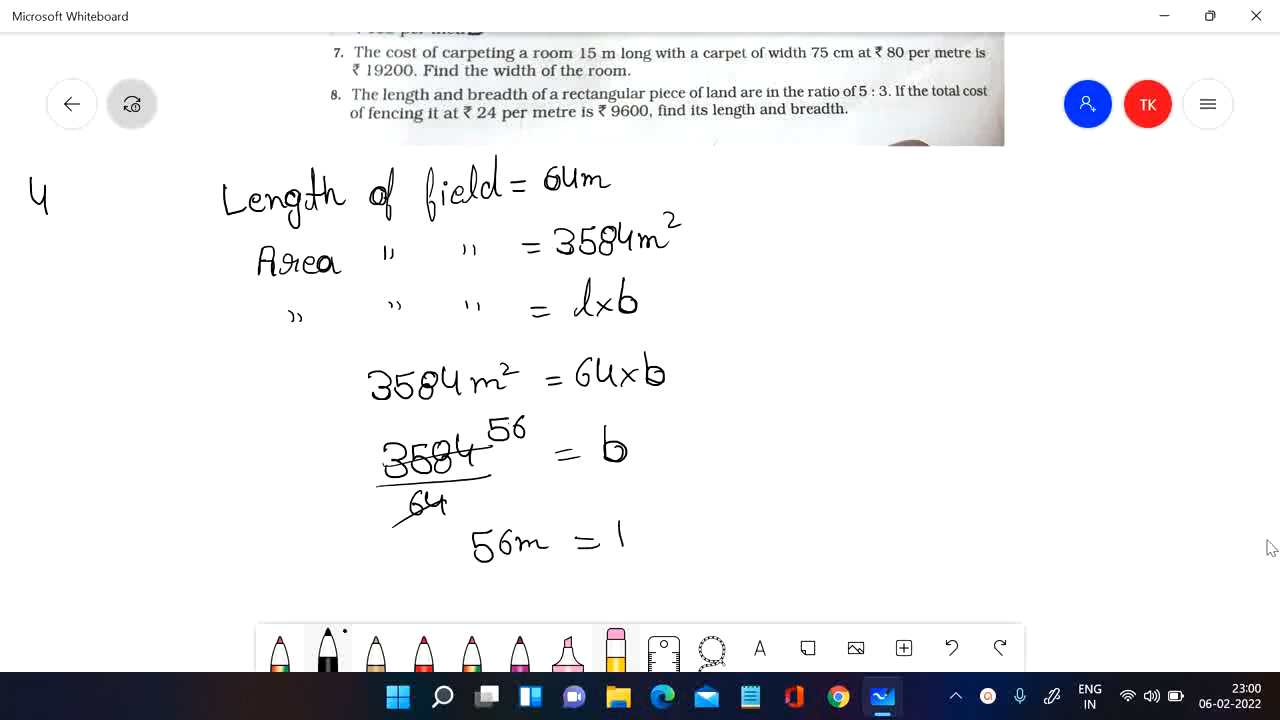 Microsoft Whiteboard
7. The cost of carpeting a room 15 m long with a carpet of width 75 cm at ₹ 80 per metre is
₹ 19200. Find the width of the room.
8. The length and breadth of a rectangular piece of land are in the ratio of 5 : 3. If the total cost
of fencing it at ₹ 24 per metre is ₹ 9600, find its length and breadth.
TK
4
Length of field = 64m
Area " " = 3584m²
" " " = l×b
3584m² = 64×b
3584 56 = b
64
56m = l
A
ENG
IN
23:00
06-02-2022